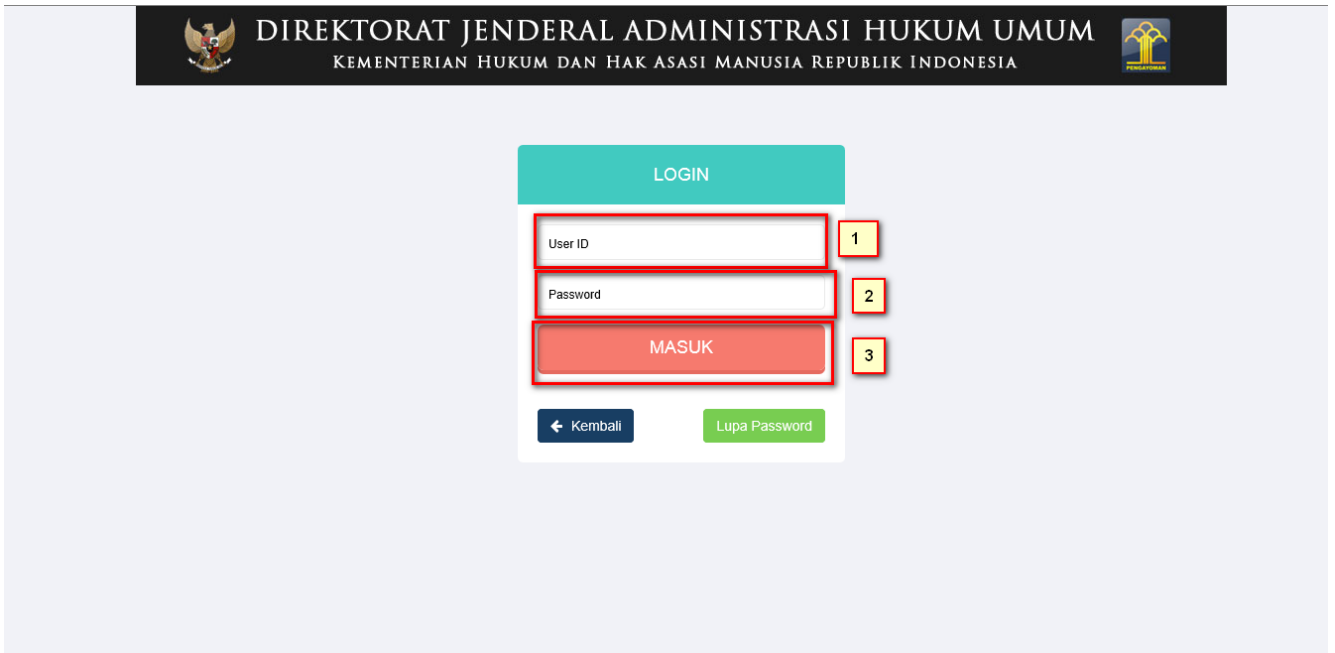 DIREKTORAT JENDERAL ADMINISTRASI HUKUM UMUM
KEMENTERIAN HUKUM DAN HAK ASASI MANUSIA REPUBLIK INDONESIA
PENGAYOMAN
LOGIN
User ID
1
Password
2
MASUK
3
Kembali
Lupa Password